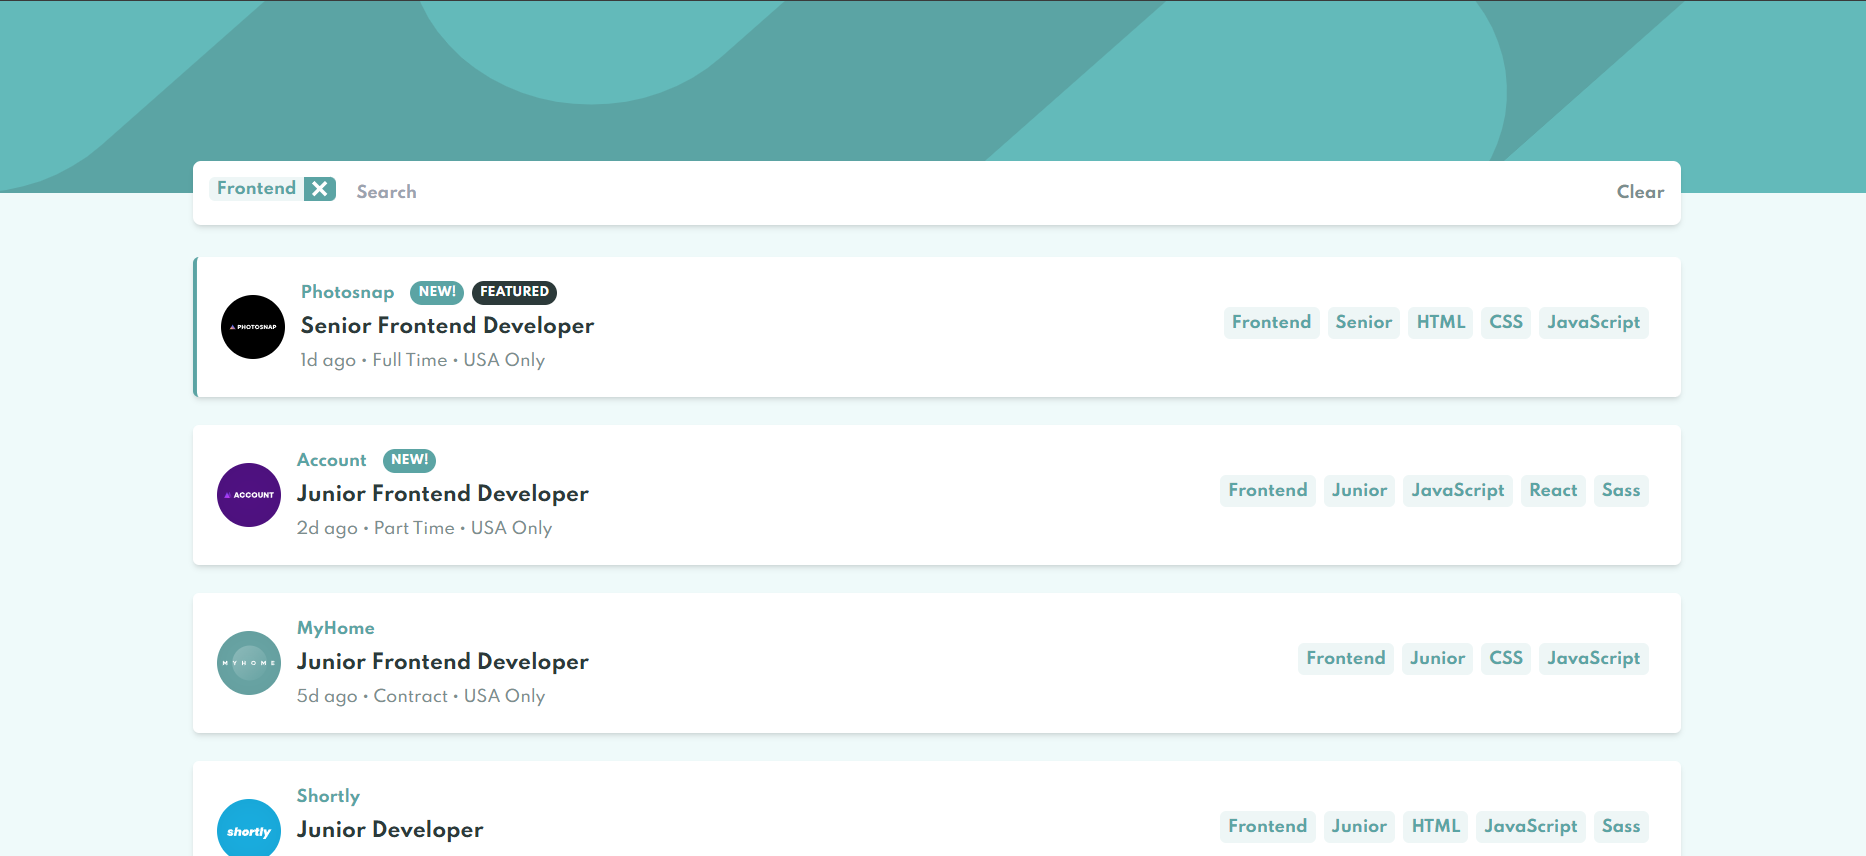 Frontend Search Clear
Photosnap NEW! FEATURED
PHOTOSNAP
Senior Frontend Developer
1d ago • Full Time • USA Only
Frontend Senior HTML CSS JavaScript
Account NEW!
ACCOUNT
Junior Frontend Developer
2d ago • Part Time • USA Only
Frontend Junior JavaScript React Sass
MyHome
MYHOME
Junior Frontend Developer
5d ago • Contract • USA Only
Frontend Junior CSS JavaScript
Shortly
shortly
Junior Developer
Frontend Junior HTML JavaScript Sass